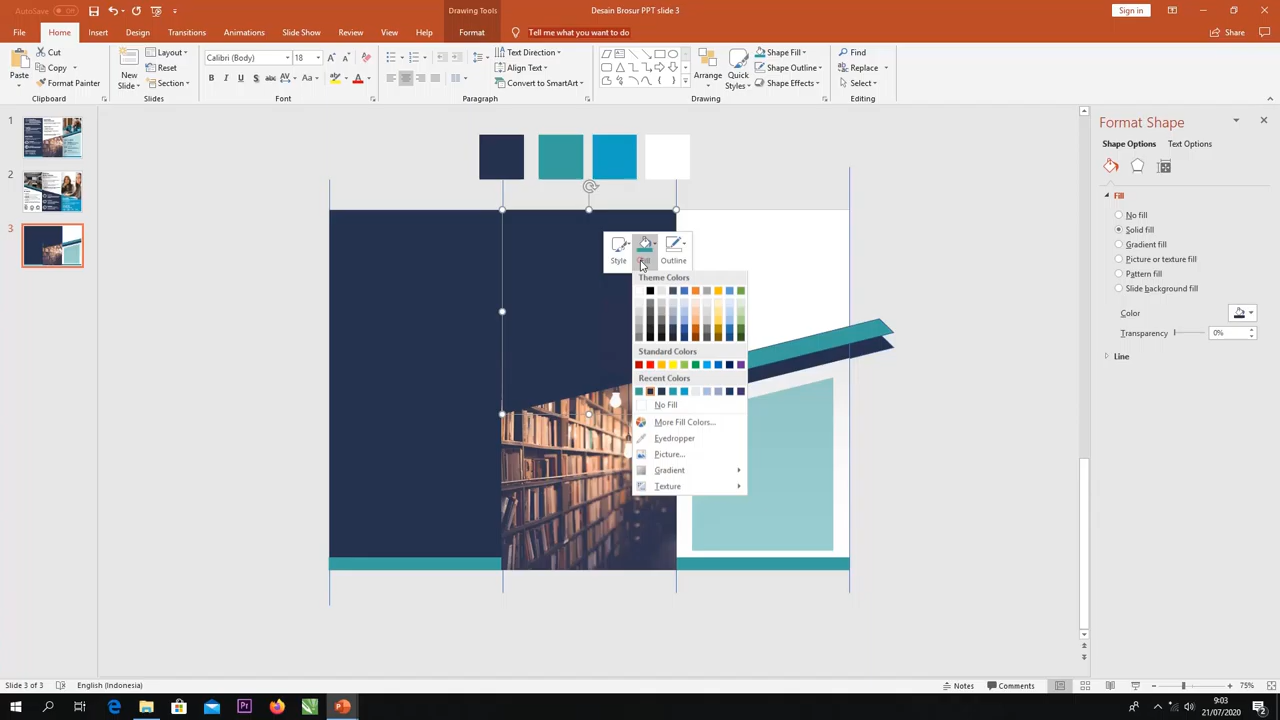 AutoSave Off
Drawing Tools
Desain Brosur PPT slide 3
Sign in
File Home Insert Design Transitions Animations Slide Show Review View Help Format Tell me what you want to do
Share
Paste
Cut
Copy
Format Painter
Clipboard
New Slide
Layout
Reset
Section
Slides
Calibri (Body) 18
Font
Text Direction
Align Text
Convert to SmartArt
Paragraph
Arrange
Quick Styles
Shape Fill
Shape Outline
Shape Effects
Drawing
Find
Replace
Select
Editing
1
2
3
Style Outline
Theme Colors
Standard Colors
Recent Colors
No Fill
More Fill Colors...
Eyedropper
Picture...
Gradient
Texture
Format Shape
Shape Options Text Options
Fill
No fill
Solid fill
Gradient fill
Picture or texture fill
Pattern fill
Slide background fill
Color
Transparency 0%
Line
Slide 3 of 3 English (Indonesia)
Notes Comments 75%
9:03
21/07/2020